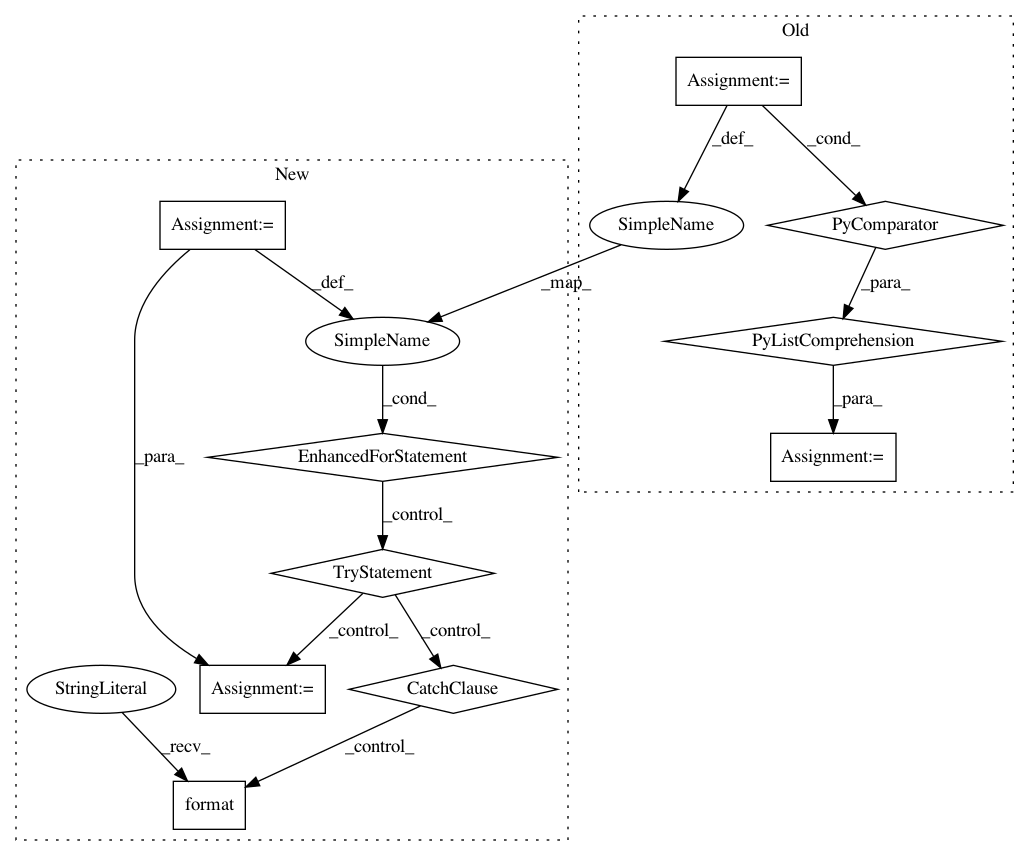 Old
Assignment:=
_def_
_cond_
New
Assignment:=
SimpleName
PyComparator
_def_
_map_
_para_
SimpleName
PyListComprehension
_cond_
_para_
_para_
EnhancedForStatement
Assignment:=
_control_
TryStatement
_control_
_control_
StringLiteral
Assignment:=
CatchClause
_recv_
_control_
format